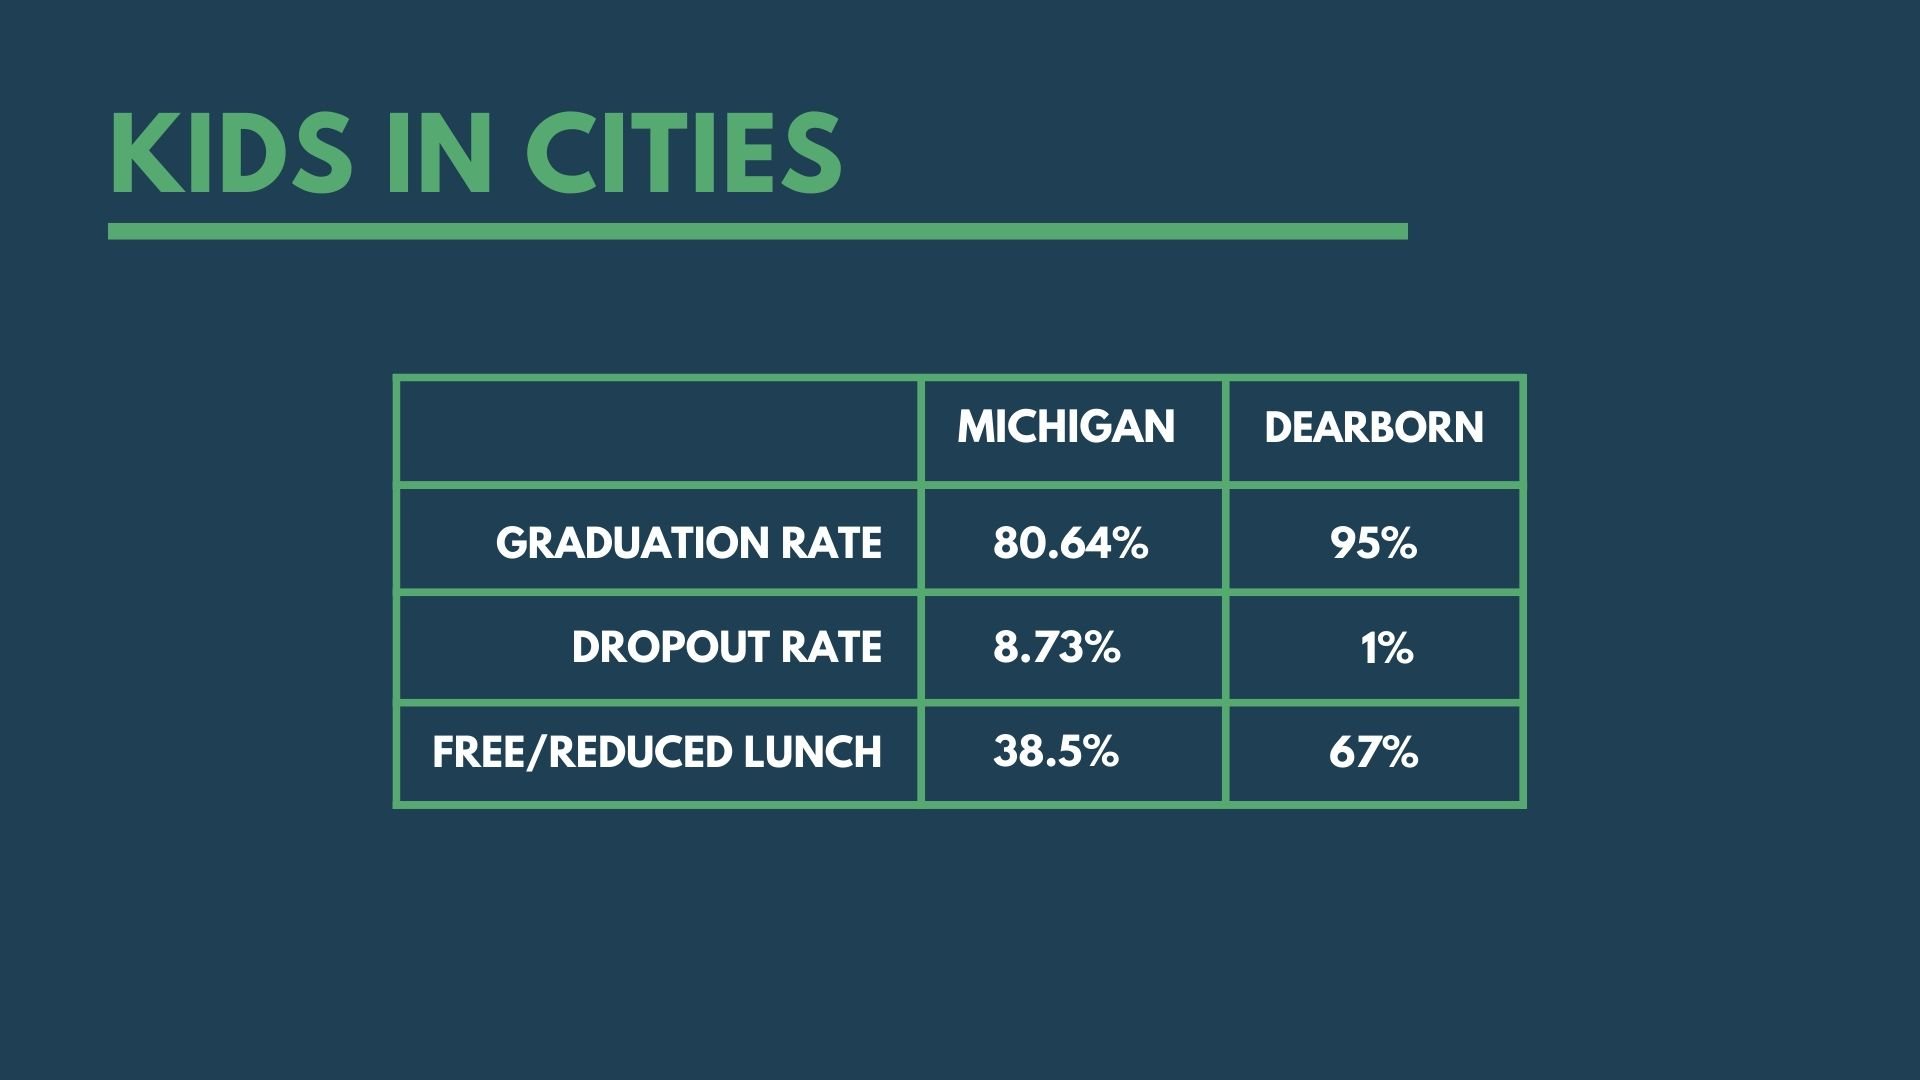 KIDS IN CITIES
MICHIGAN DEARBORN
GRADUATION RATE 80.64% 95%
DROPOUT RATE 8.73% 1%
FREE/REDUCED LUNCH 38.5% 67%